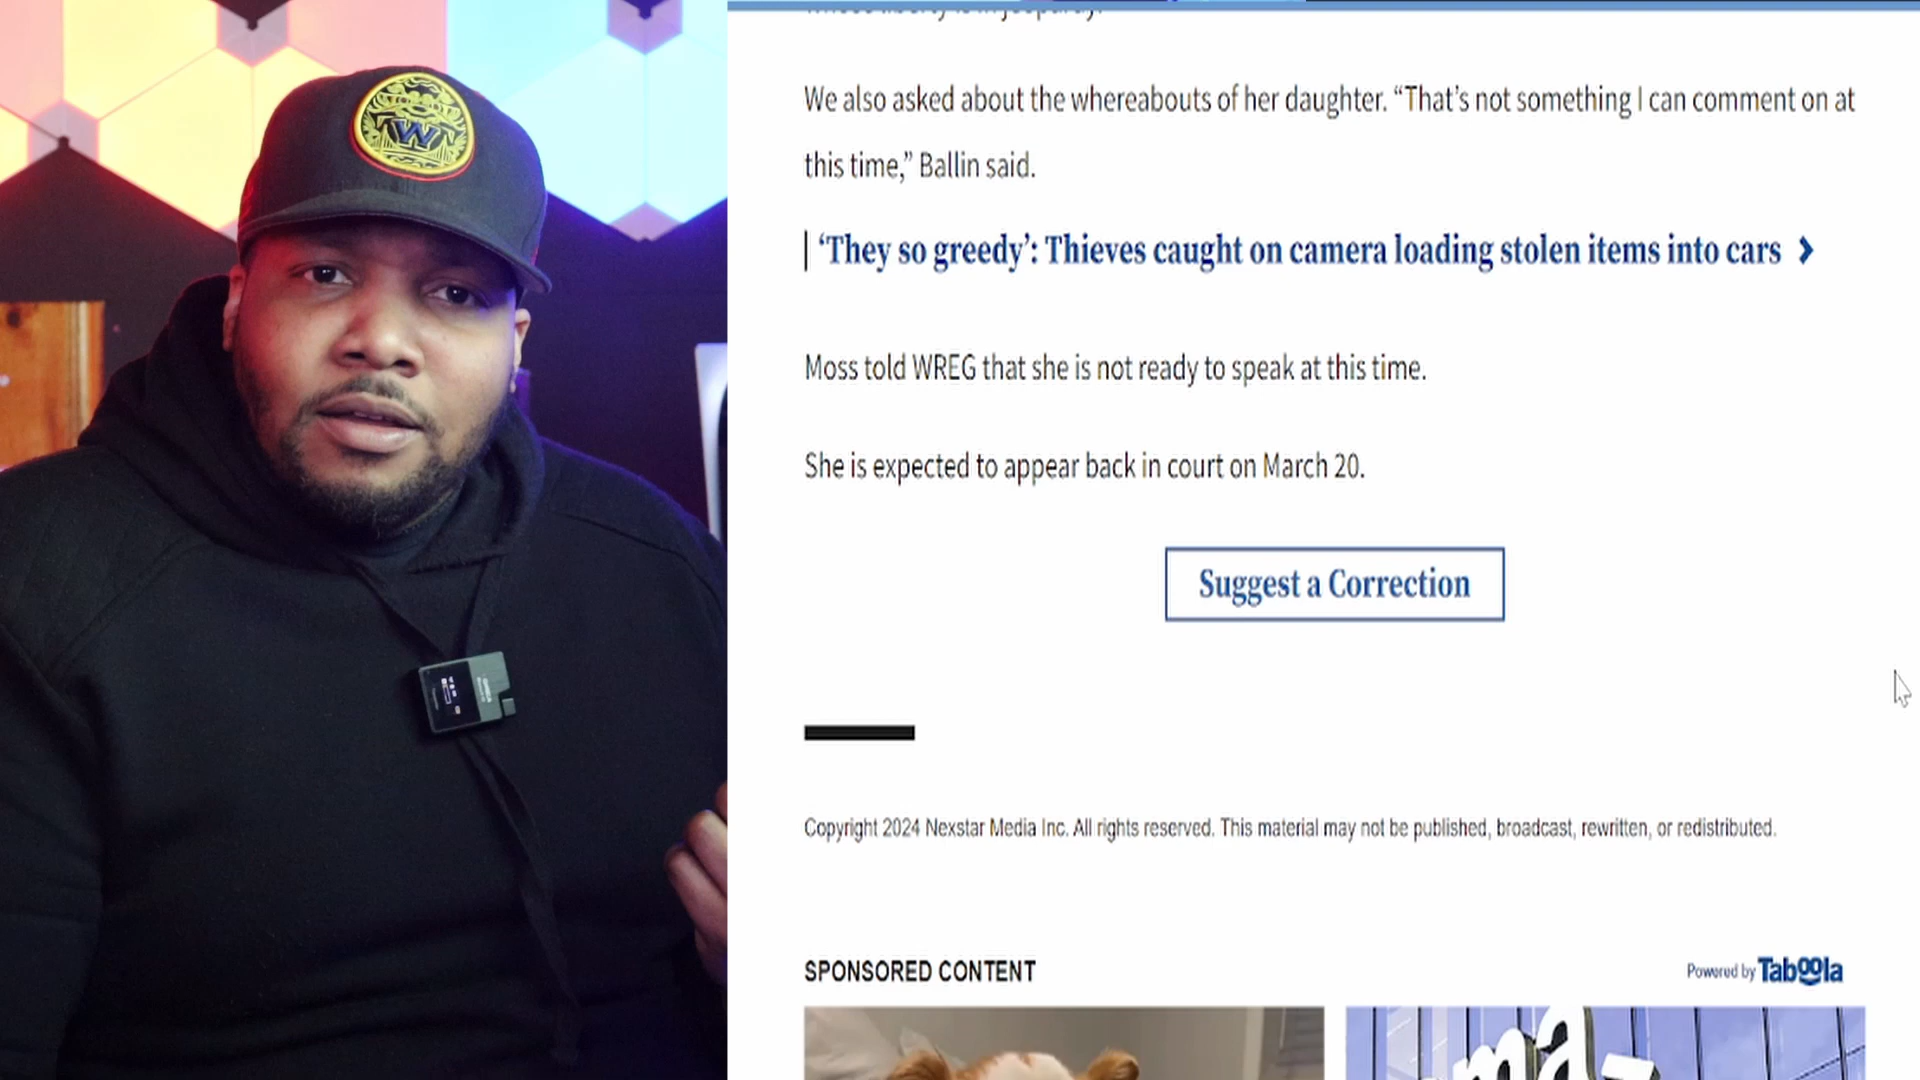 W
We also asked about the whereabouts of her daughter. “That’s not something I can comment on at
this time,” Ballin said.
‘They so greedy’: Thieves caught on camera loading stolen items into cars
Moss told WREG that she is not ready to speak at this time.
She is expected to appear back in court on March 20.
Suggest a Correction
Copyright 2024 Nexstar Media Inc. All rights reserved. This material may not be published, broadcast, rewritten, or redistributed.
SPONSORED CONTENT
Powered by Taboola
ma